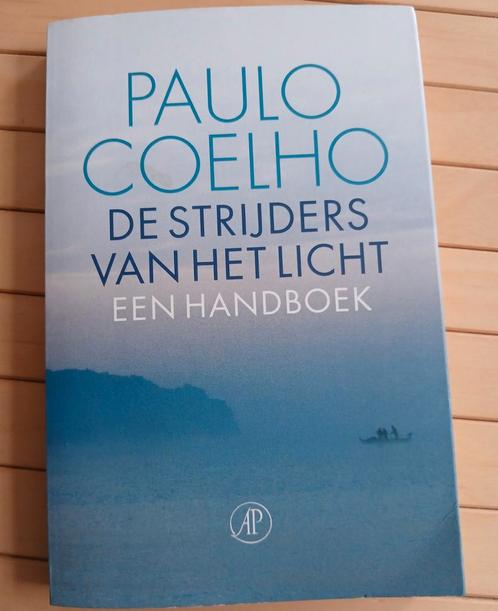 PAULO
COELHO
DE STRIJDERS
VAN HET LICHT
EEN HANDBOEK
AP